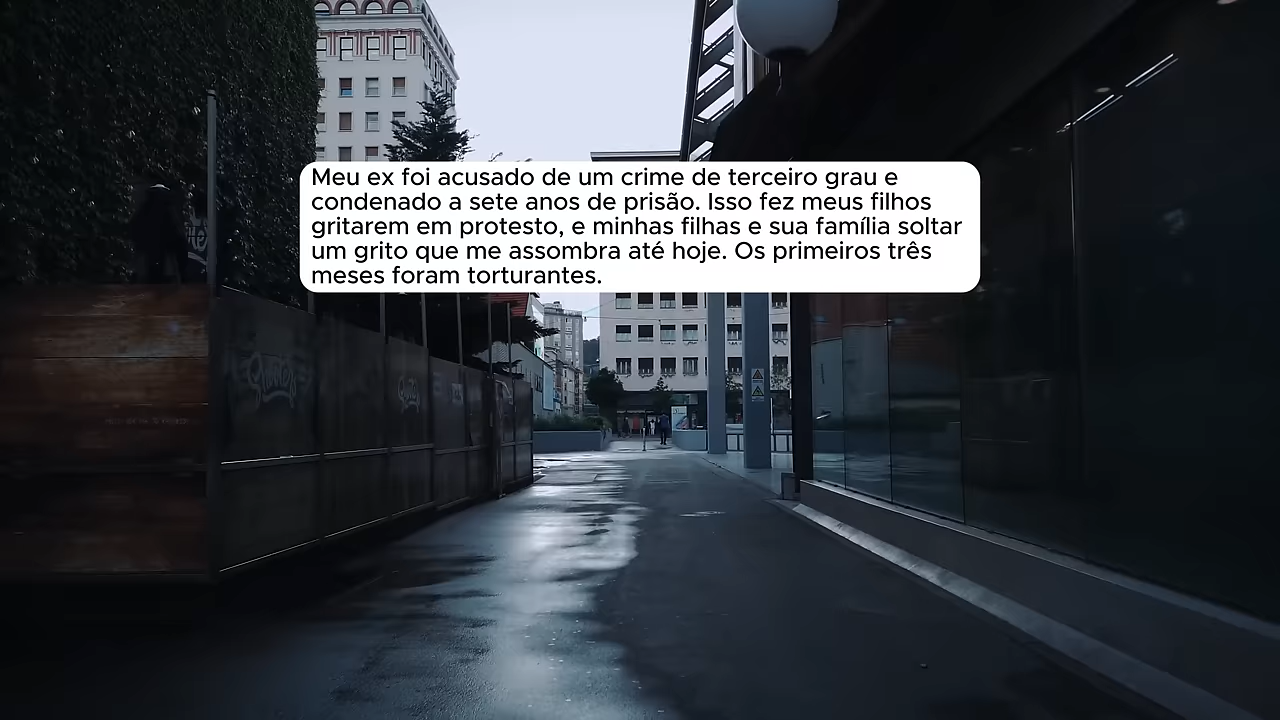 Meu ex foi acusado de um crime de terceiro grau e
condenado a sete anos de prisão. Isso fez meus filhos
gritarem em protesto, e minhas filhas e sua família soltar
um grito que me assombra até hoje. Os primeiros três
meses foram torturantes.